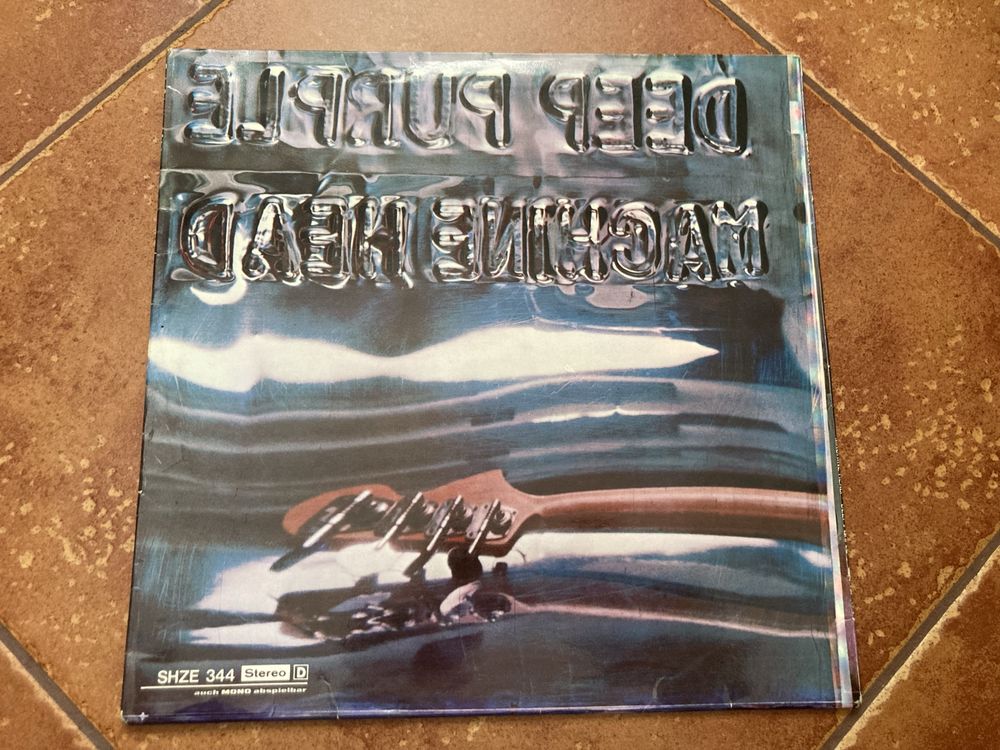 DEEP PURPLE
MACHINE HEAD
SHZE 344 Stereo D
auch MONO abspielbar